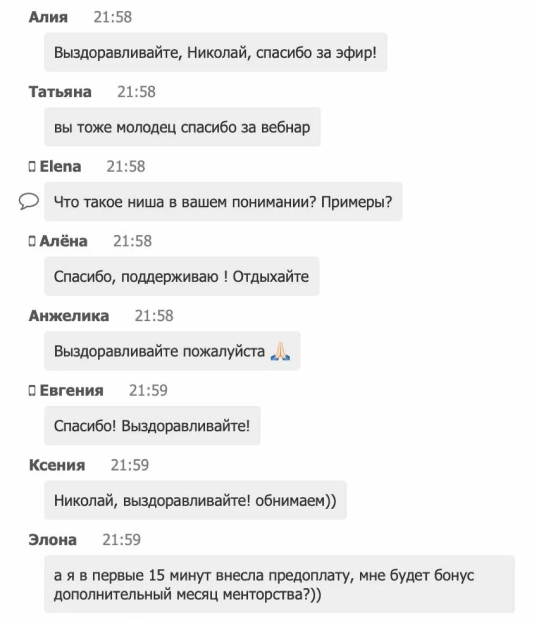 Алия 21:58
Выздоравливайте, Николай, спасибо за эфир!
Татьяна 21:58
вы тоже молодец спасибо за вебнар
Elena 21:58
Что такое ниша в вашем понимании? Примеры?
Алёна 21:58
Спасибо, поддерживаю ! Отдыхайте
Анжелика 21:58
Выздоравливайте пожалуйста 🙏🏻
Евгения 21:59
Спасибо! Выздоравливайте!
Ксения 21:59
Николай, выздоравливайте! обнимаем))
Элона 21:59
а я в первые 15 минут внесла предоплату, мне будет бонус
дополнительный месяц менторства?))